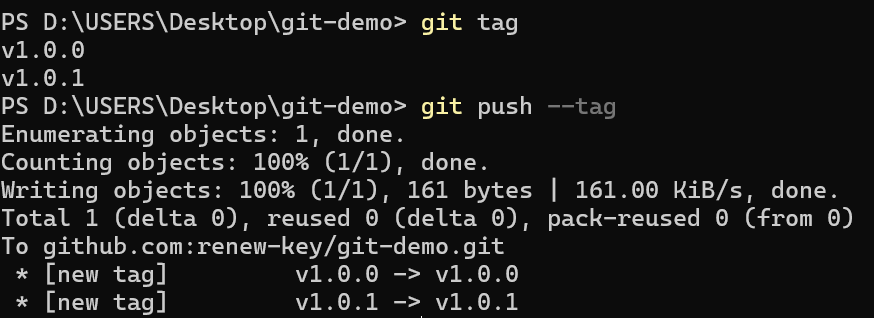 PS D:\USERS\Desktop\git-demo> git tag
v1.0.0
v1.0.1
PS D:\USERS\Desktop\git-demo> git push --tag
Enumerating objects: 1, done.
Counting objects: 100% (1/1), done.
Writing objects: 100% (1/1), 161 bytes | 161.00 KiB/s, done.
Total 1 (delta 0), reused 0 (delta 0), pack-reused 0 (from 0)
To github.com:renew-key/git-demo.git
 * [new tag]         v1.0.0 -> v1.0.0
 * [new tag]         v1.0.1 -> v1.0.1